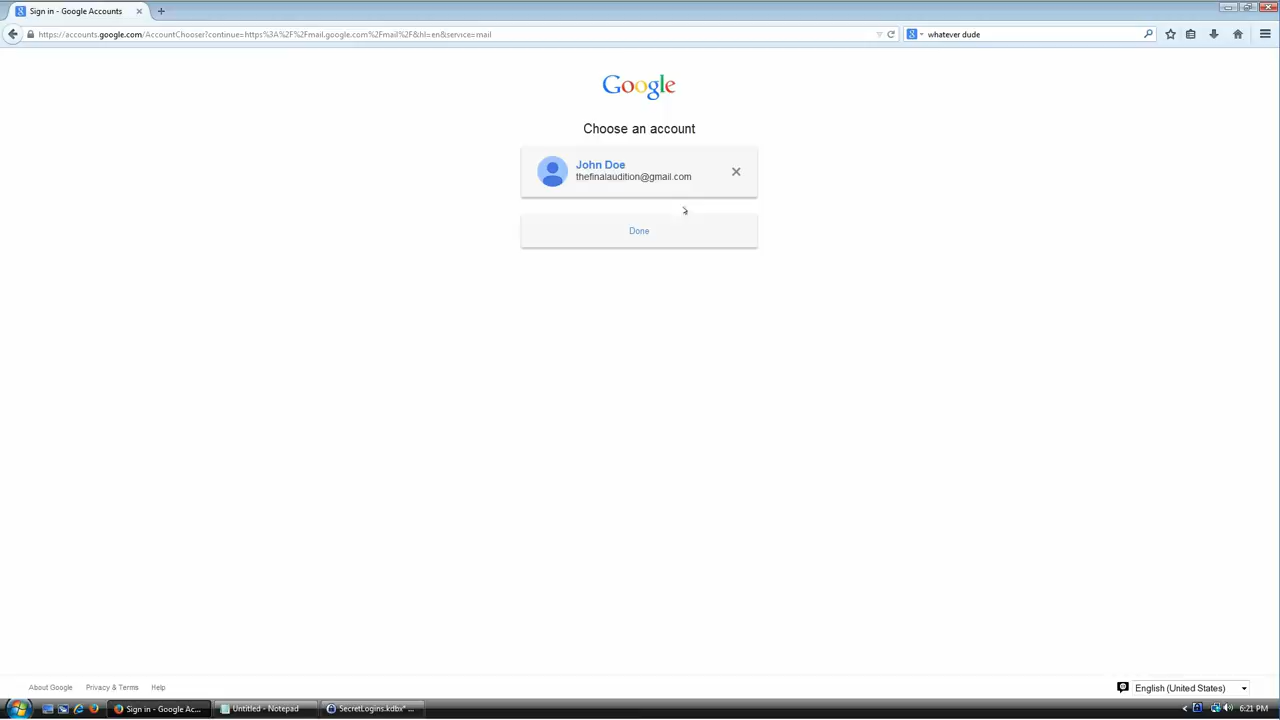 Sign in - Google Accounts
https://accounts.google.com/AccountChooser?continue=https%3A%2F%2Fmail.google.com%2Fmail%2F&hl=en&service=mail
whatever dude
Google
Choose an account
John Doe
thefinalaudition@gmail.com
Done
About Google Privacy & Terms Help
English (United States)
Sign in - Google Ac...
Untitled - Notepad
SecretLogins.kdbx* ...
6:21 PM